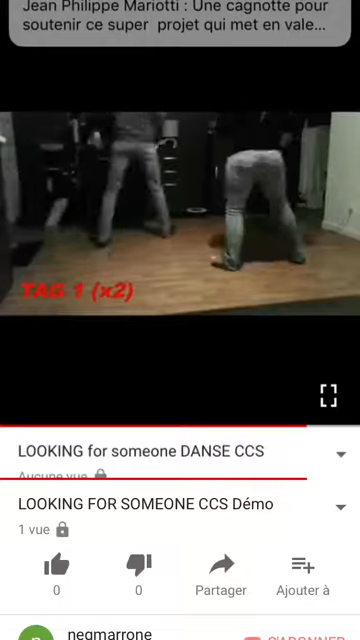 Jean Philippe Mariotti : Une cagnotte pour
soutenir ce super projet qui met en vale...
TAG 1 (x2)
LOOKING for someone DANSE CCS
Aucune vue
LOOKING FOR SOMEONE CCS Démo
1 vue
0
0
Partager
Ajouter à
n
negmarrone
S'ABONNER